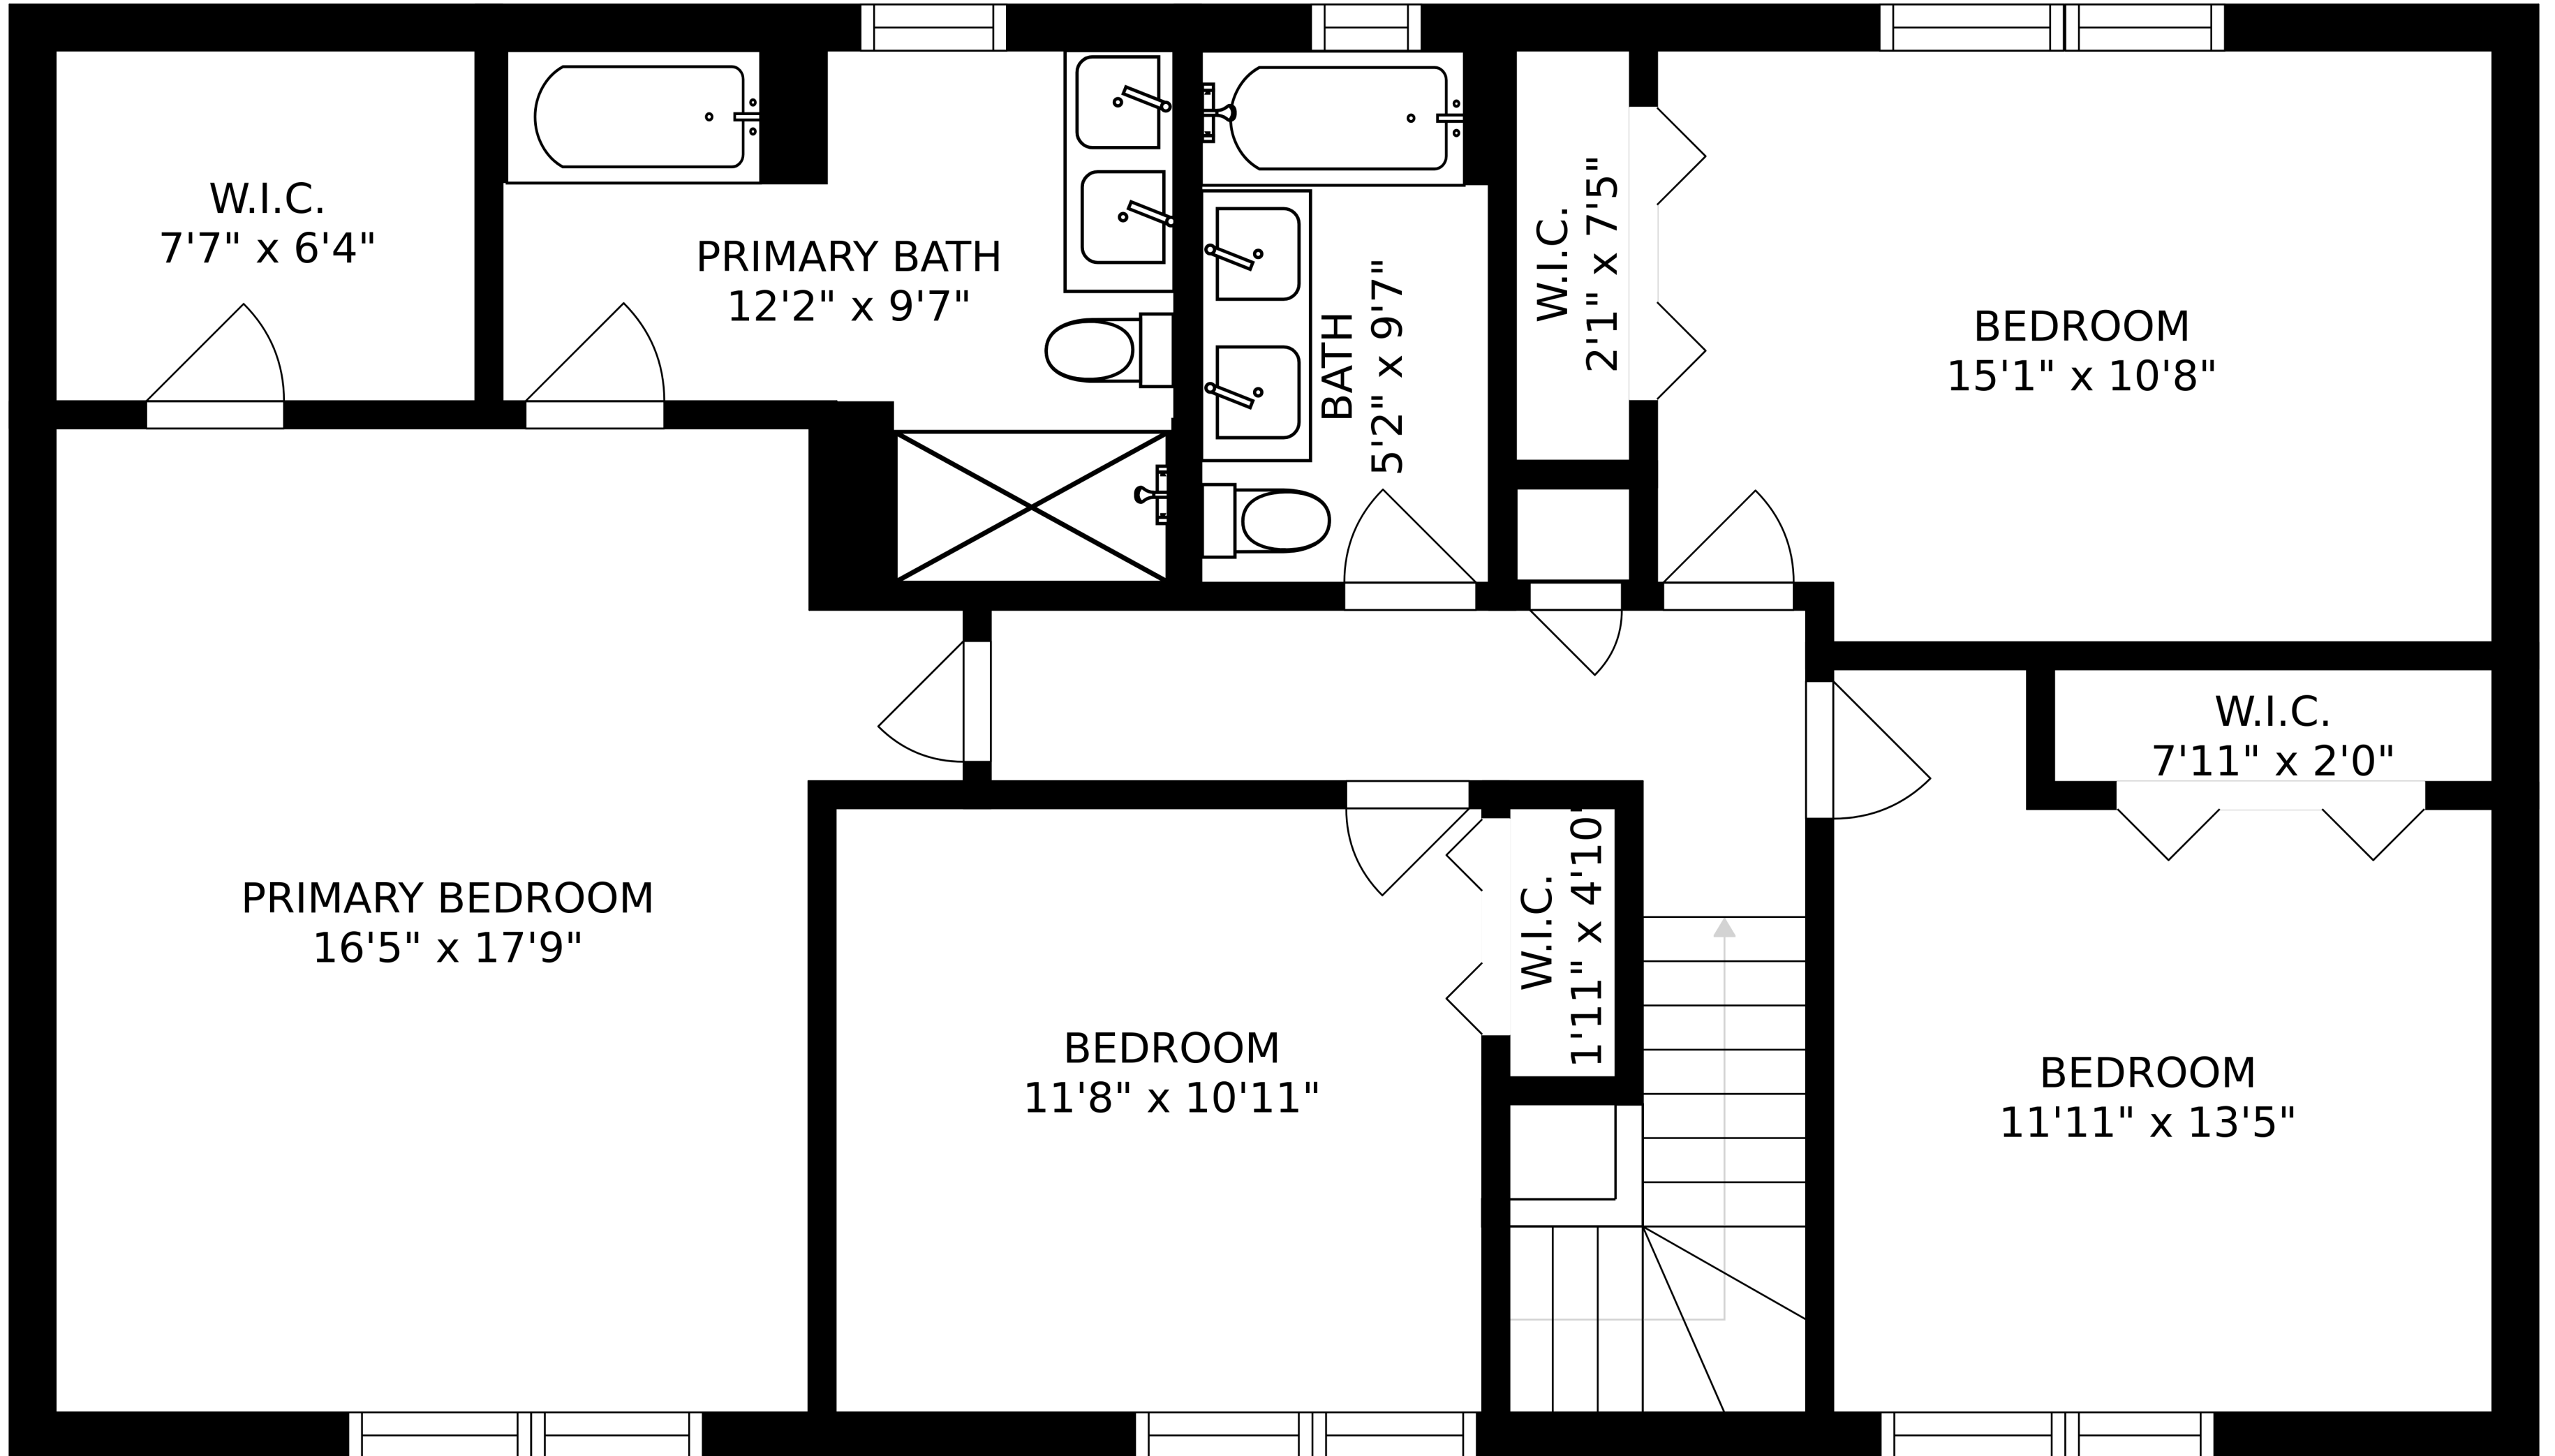 W.I.C.
7'7" x 6'4"
PRIMARY BATH
12'2" x 9'7"
BATH
5'2" x 9'7"
W.I.C.
2'1" x 7'5"
BEDROOM
15'1" x 10'8"
W.I.C.
7'11" x 2'0"
PRIMARY BEDROOM
16'5" x 17'9"
BEDROOM
11'8" x 10'11"
W.I.C.
1'11" x 4'10"
BEDROOM
11'11" x 13'5"